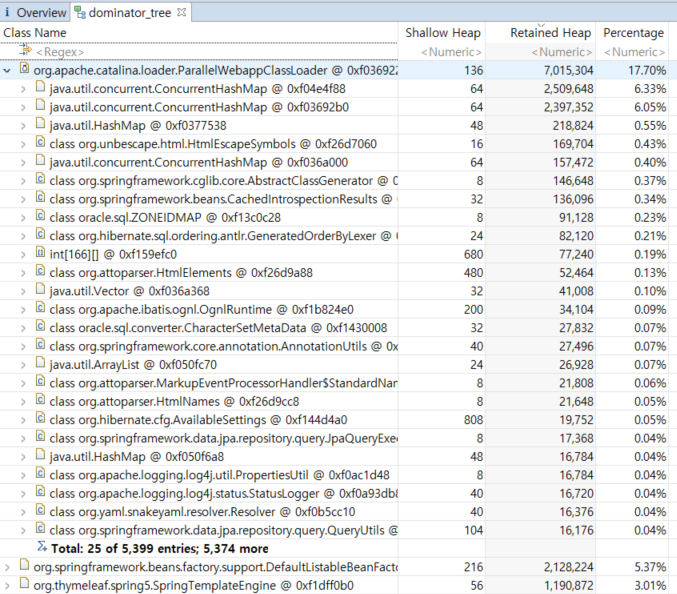 i Overview dominator_tree
Class Name Shallow Heap Retained Heap Percentage
<Regex> <Numeric> <Numeric> <Numeric>
org.apache.catalina.loader.ParallelWebappClassLoader @ 0xf03692 136 7,015,304 17.70%
java.util.concurrent.ConcurrentHashMap @ 0xf04e4f88 64 2,509,648 6.33%
java.util.concurrent.ConcurrentHashMap @ 0xf03692b0 64 2,397,352 6.05%
java.util.HashMap @ 0xf0377538 48 218,824 0.55%
class org.unbescape.html.HtmlEscapeSymbols @ 0xf26d7060 16 169,704 0.43%
java.util.concurrent.ConcurrentHashMap @ 0xf036a000 64 157,472 0.40%
class org.springframework.cglib.core.AbstractClassGenerator @ 0 8 146,648 0.37%
class org.springframework.beans.CachedIntrospectionResults @ 0 32 136,096 0.34%
class oracle.sql.ZONEIDMAP @ 0xf13c0c28 8 91,128 0.23%
class org.hibernate.sql.ordering.antlr.GeneratedOrderByLexer @ 24 82,120 0.21%
int[166][] @ 0xf159efc0 680 77,240 0.19%
class org.attoparser.HtmlElements @ 0xf26d9a88 480 52,464 0.13%
java.util.Vector @ 0xf036a368 32 41,008 0.10%
class org.apache.ibatis.ognl.OgnlRuntime @ 0xf1b824e0 200 34,104 0.09%
class oracle.sql.converter.CharacterSetMetaData @ 0xf1430008 32 27,832 0.07%
class org.springframework.core.annotation.AnnotationUtils @ 0xf 40 27,496 0.07%
java.util.ArrayList @ 0xf050fc70 24 26,928 0.07%
class org.attoparser.MarkupEventProcessorHandler$StandardNam 8 21,808 0.06%
class org.attoparser.HtmlNames @ 0xf26d9cc8 8 21,648 0.05%
class org.hibernate.cfg.AvailableSettings @ 0xf144d4a0 808 19,752 0.05%
class org.springframework.data.jpa.repository.query.JpaQueryExec 8 17,368 0.04%
java.util.HashMap @ 0xf050f6a8 48 16,784 0.04%
class org.apache.logging.log4j.util.PropertiesUtil @ 0xf0ac1d48 8 16,784 0.04%
class org.apache.logging.log4j.status.StatusLogger @ 0xf0a93db8 40 16,720 0.04%
class org.yaml.snakeyaml.resolver.Resolver @ 0xf0b5cc10 40 16,376 0.04%
class org.springframework.data.jpa.repository.query.QueryUtils @ 104 16,176 0.04%
Total: 25 of 5,399 entries; 5,374 more
org.springframework.beans.factory.support.DefaultListableBeanFacto 216 2,128,224 5.37%
org.thymeleaf.spring5.SpringTemplateEngine @ 0xf1dff0b0 56 1,190,872 3.01%